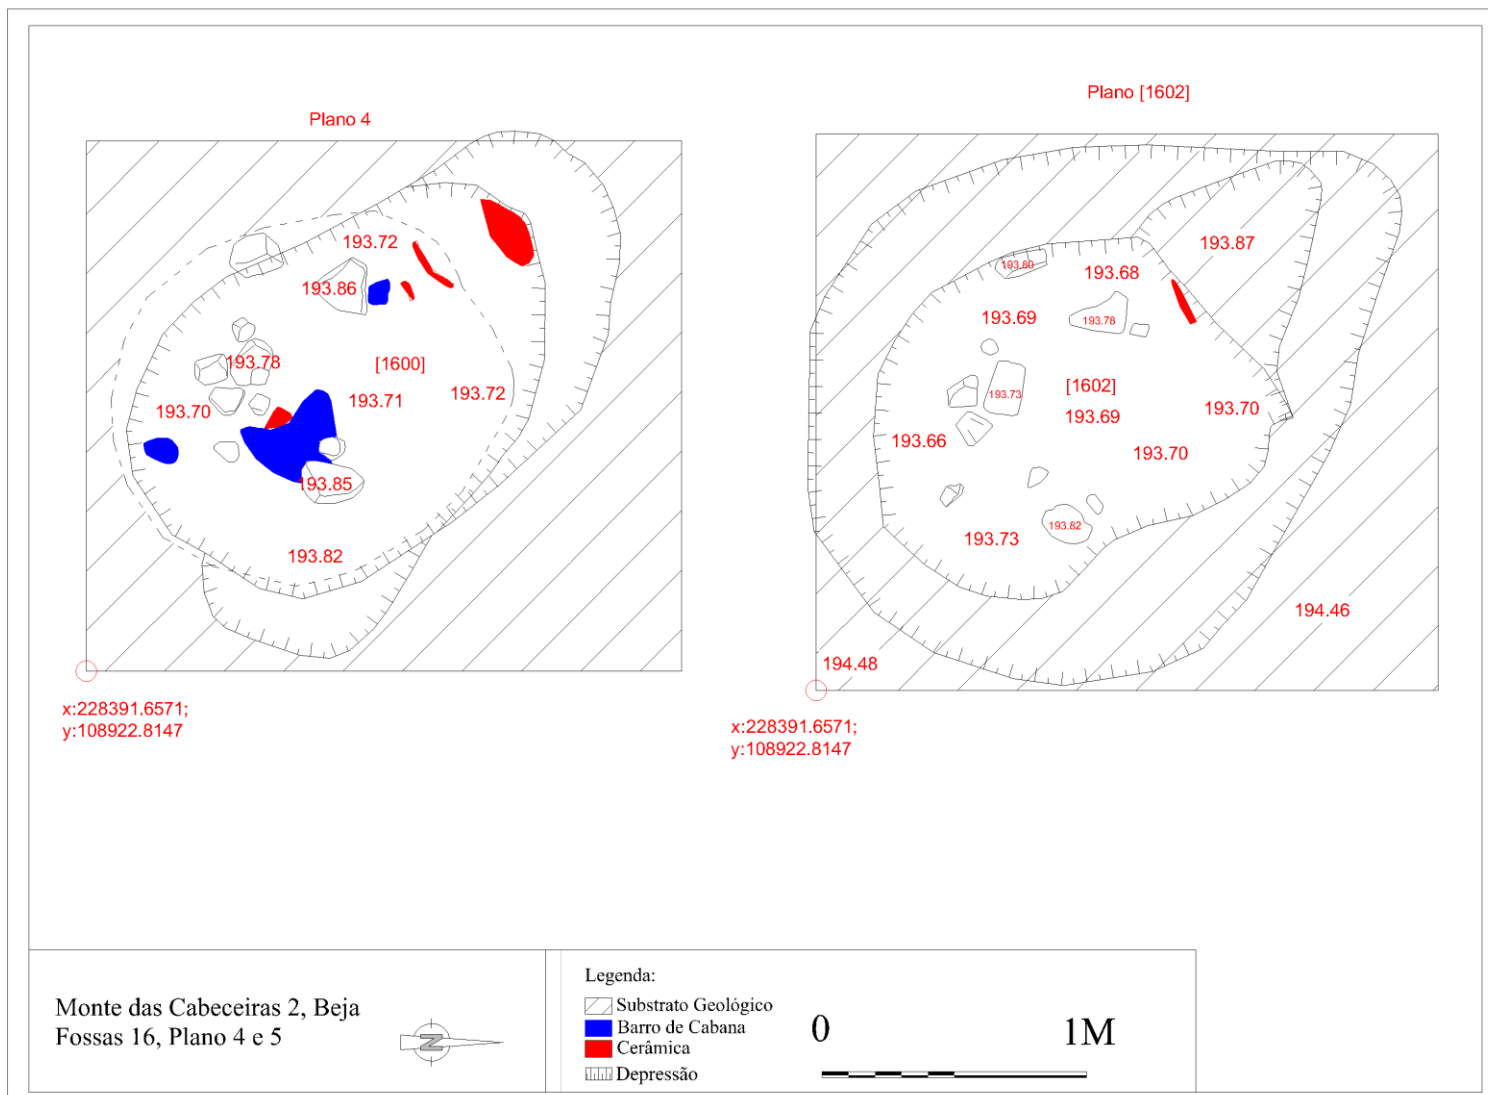 Plano 4
193.72
193.86
193.78
[1600]
193.70
193.71
193.72
193.85
193.82
x:228391.6571;
y:108922.8147
Plano [1602]
193.87
193.68
193.69
193.78
[1602]
193.73
193.69
193.70
193.66
193.70
193.82
193.73
194.46
194.48
x:228391.6571;
y:108922.8147
Monte das Cabeceiras 2, Beja
Fossas 16, Plano 4 e 5
N
Legenda:
Substrato Geológico
Barro de Cabana
Cerâmica
Depressão
0 1M